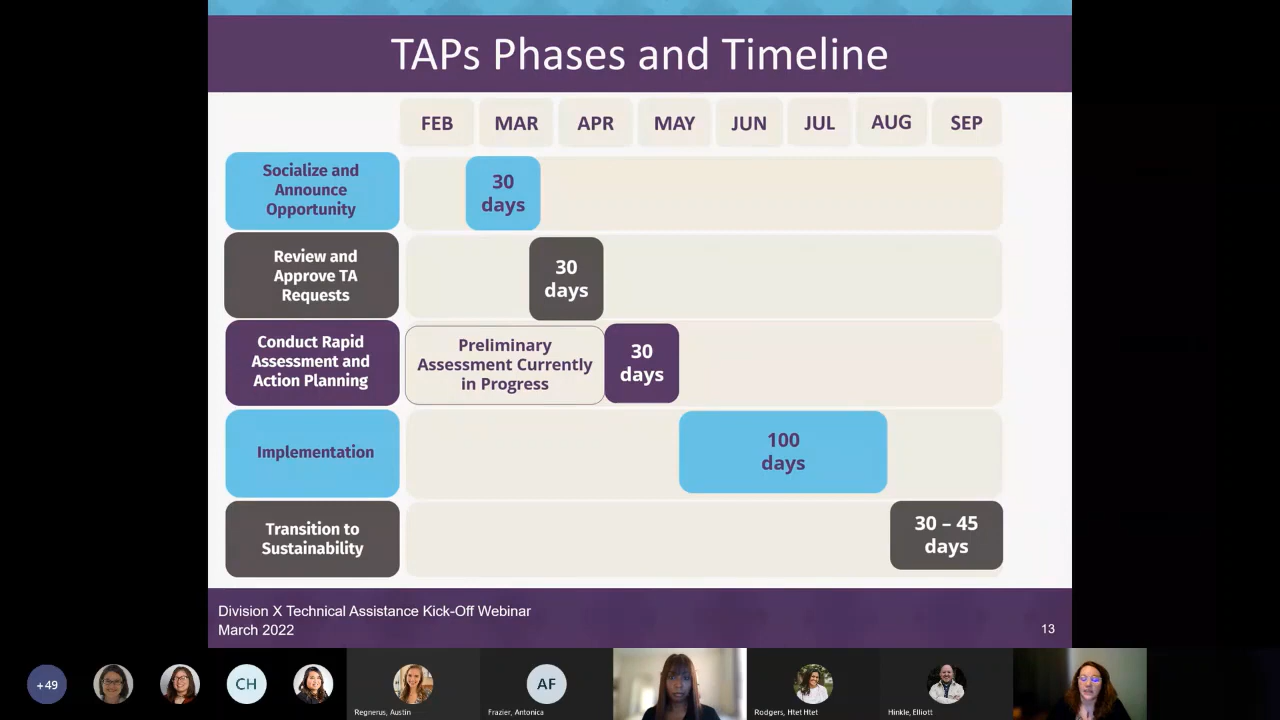 TAPs Phases and Timeline
FEB MAR APR MAY JUN JUL AUG SEP
Socialize and
Announce
Opportunity
30
days
Review and
Approve TA
Requests
30
days
Conduct Rapid
Assessment and
Action Planning
Preliminary
Assessment Currently
in Progress
30
days
Implementation
100
days
Transition to
Sustainability
30 – 45
days
Division X Technical Assistance Kick-Off Webinar
March 2022
13
+49
CH
Regnerus, Austin
AF
Frazier, Antonica
Rodgers, Htet Htet
Hinkle, Elliott